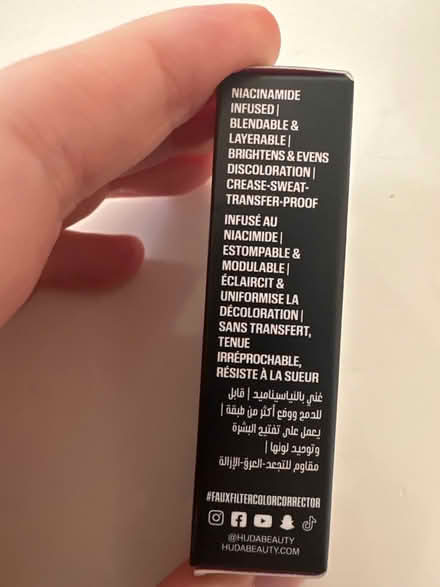 NIACINAMIDE
INFUSED |
BLENDABLE &
LAYERABLE |
BRIGHTENS & EVENS
DISCOLORATION |
CREASE-SWEAT-
TRANSFER-PROOF
INFUSÉ AU
NIACIMIDE |
ESTOMPABLE &
MODULABLE |
ÉCLAIRCIT &
UNIFORMISE LA
DÉCOLORATION |
SANS TRANSFERT,
TENUE
IRRÉPROCHABLE,
RÉSISTE À LA SUEUR
غني بالنياسيناميد | قابل
للدمج ووضع أكثر من طبقة |
يعمل على تفتيح البشرة
وتوحيد لونها |
مقاوم للتجعد-العرق-الإزالة
#FAUXFILTERCOLORCORRECTOR
@HUDABEAUTY
HUDABEAUTY.COM